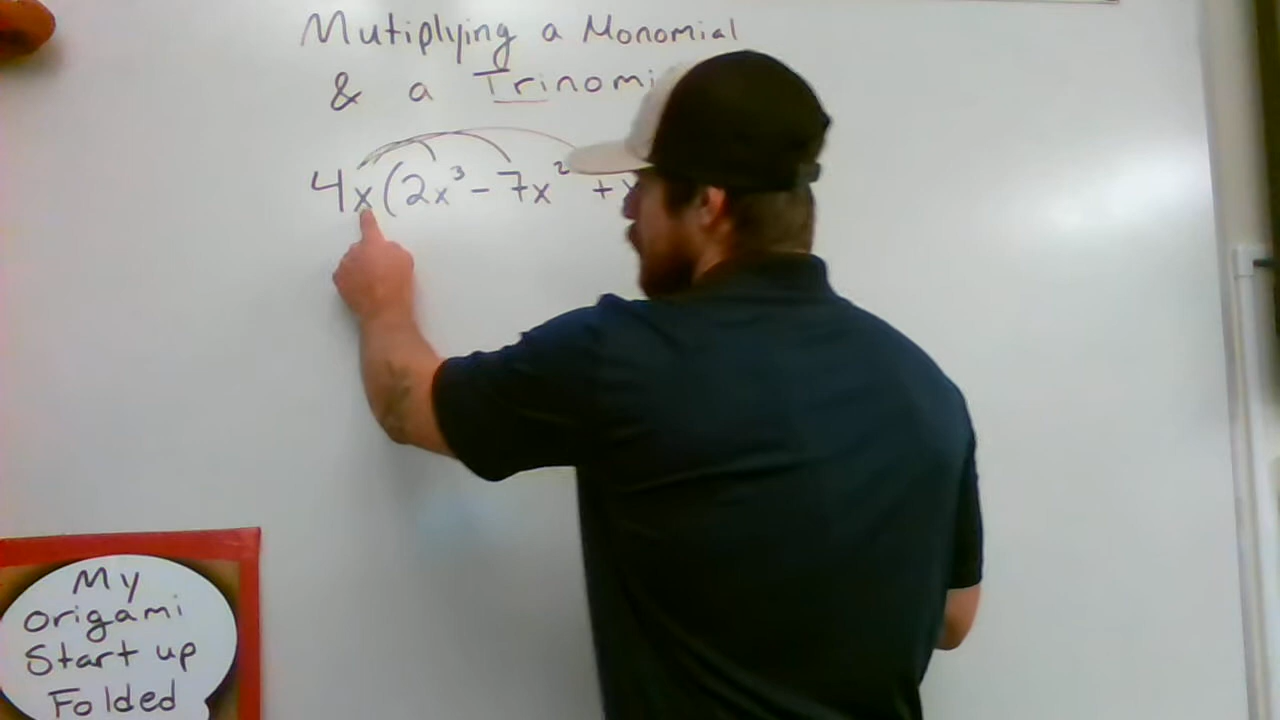 Mutiplying a Monomial
& a Trinomi
4x(2x³ - 7x² +
My
origami
Start up
Folded